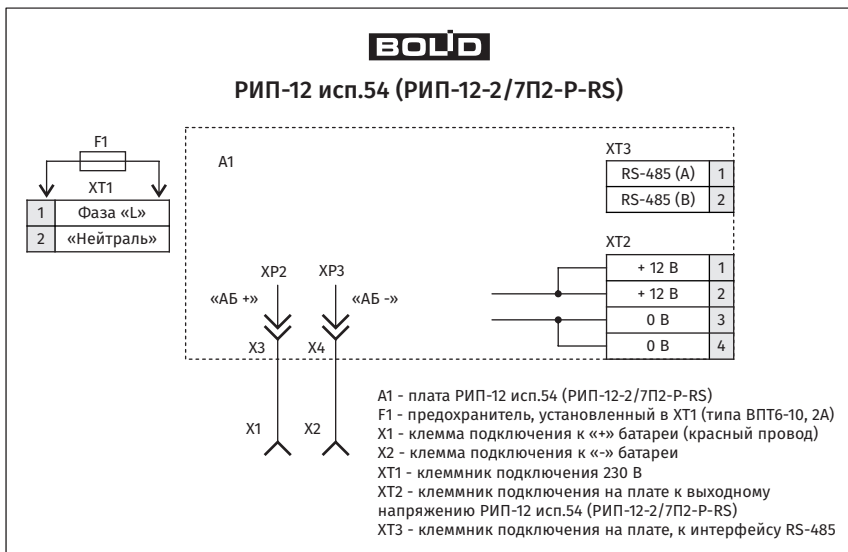 BOLID
РИП-12 исп.54 (РИП-12-2/7П2-Р-RS)
F1
XT1
1 Фаза «L»
2 «Нейтраль»
A1
XT3
RS-485 (A) 1
RS-485 (B) 2
XT2
+ 12 В 1
+ 12 В 2
0 В 3
0 В 4
XP2 XP3
«АБ +» «АБ -»
X3 X4
X1 X2
А1 - плата РИП-12 исп.54 (РИП-12-2/7П2-Р-RS)
F1 - предохранитель, установленный в XT1 (типа ВПТ6-10, 2А)
X1 - клемма подключения к «+» батареи (красный провод)
X2 - клемма подключения к «-» батареи
XT1 - клеммник подключения 230 В
XT2 - клеммник подключения на плате к выходному
напряжению РИП-12 исп.54 (РИП-12-2/7П2-Р-RS)
XT3 - клеммник подключения на плате, к интерфейсу RS-485